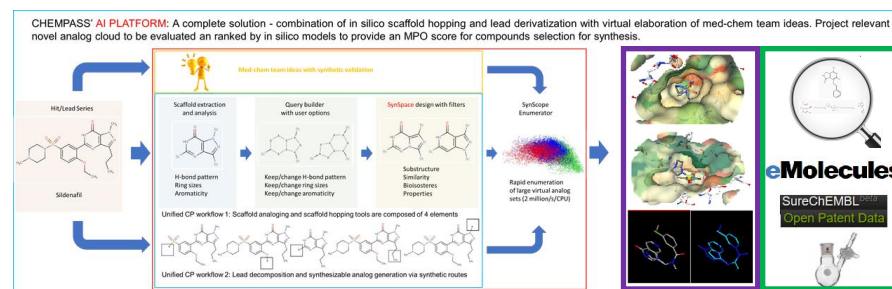 CHEMPASS' AI PLATFORM: A complete solution - combination of in silico scaffold hopping and lead derivatization with virtual elaboration of med-chem team ideas. Project relevant
novel analog cloud to be evaluated an ranked by in silico models to provide an MPO score for compounds selection for synthesis.
Med-chem team ideas with synthetic validation
Hit/Lead Series
Sildenafil
Scaffold extraction
and analysis
H-bond pattern
Ring sizes
Aromaticity
Query builder
with user options
Keep/change H-bond pattern
Keep/change ring sizes
Keep/change aromaticity
SynSpace design with filters
Substructure
Similarity
Bioisosteres
Properties
Unified CP workflow 1: Scaffold analoging and scaffold hopping tools are composed of 4 elements
Unified CP workflow 2: Lead decomposition and synthesizable analog generation via synthetic routes
SynScope
Enumerator
Rapid enumeration
of large virtual analog
sets (2 million/s/CPU)
eMolecules
SureChEMBL beta
Open Patent Data